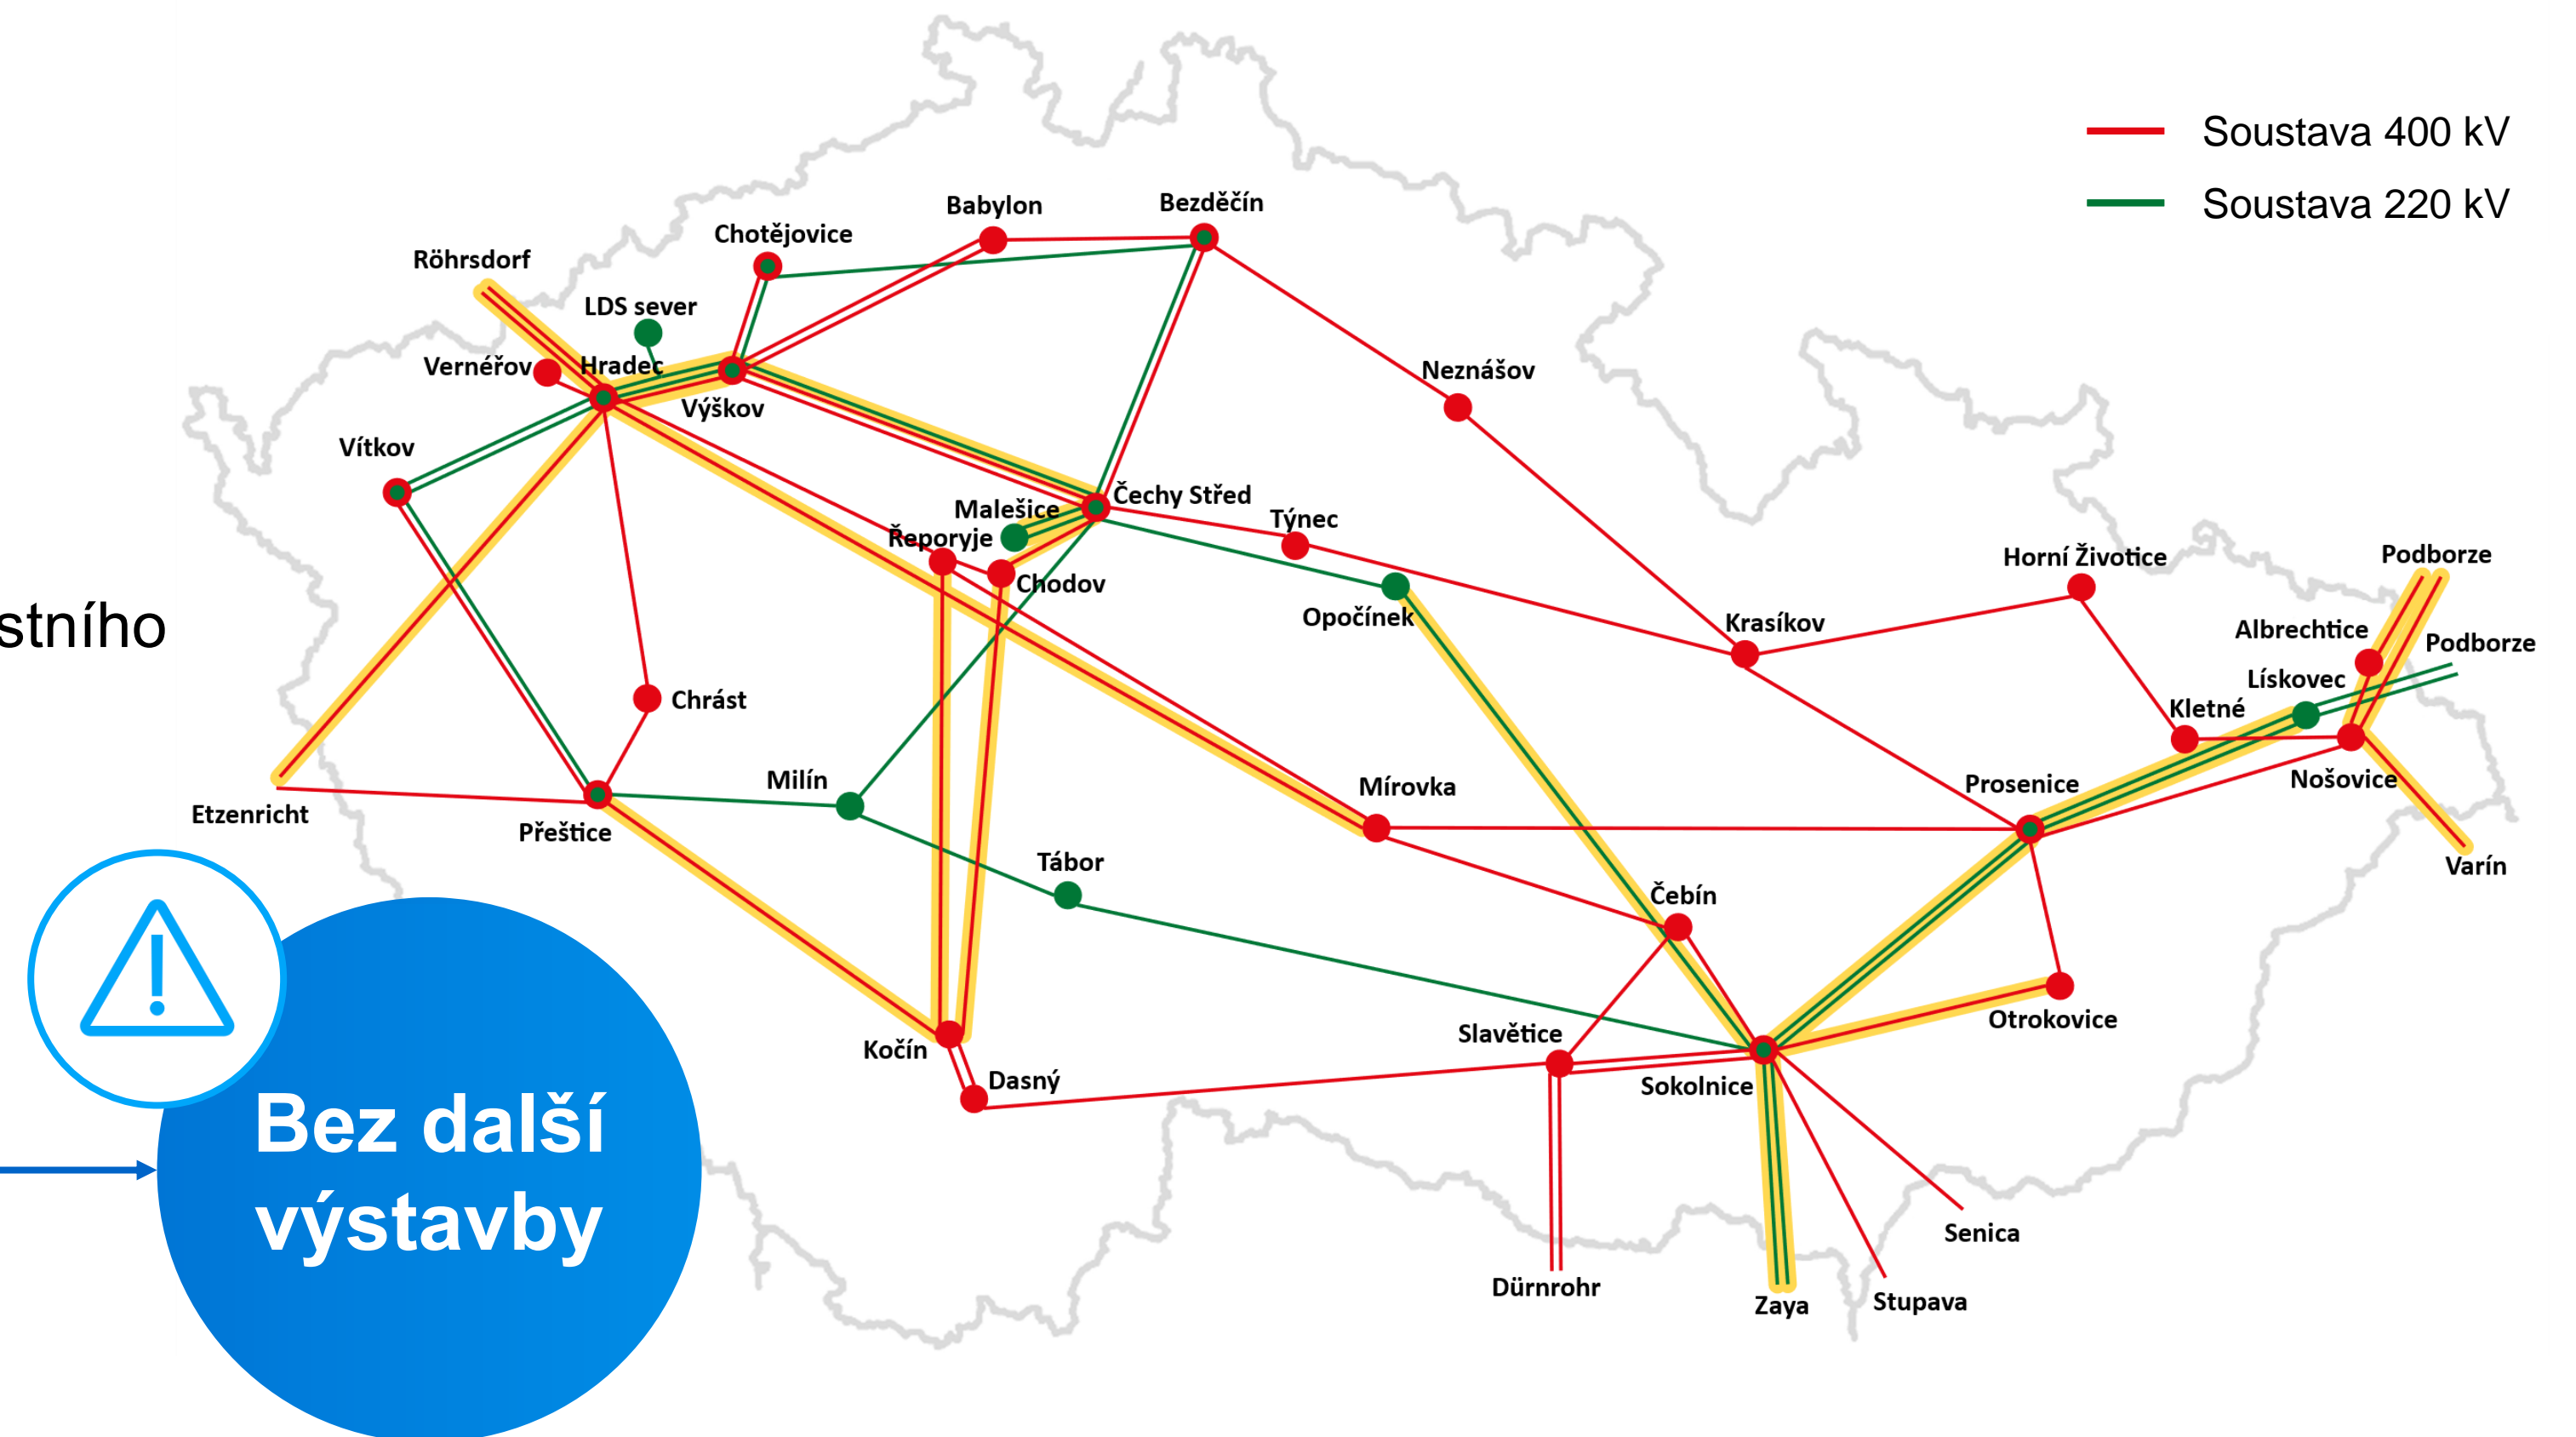 Soustava 400 kV
Soustava 220 kV
Babylon
Bezděčín
Chotějovice
Röhrsdorf
LDS sever
Vernéřov
Hradec
Výškov
Neznášov
Vítkov
Čechy Střed
Malešice
Týnec
Řeporyje
Chodov
Opočínek
Horní Životice
Podborze
Krasíkov
Albrechtice
Podborze
stního
Lískovec
Chrást
Kletné
Milín
Mírovka
Prosenice
Nošovice
Etzenricht
Přeštice
Tábor
Varín
Čebín
Otrokovice
Slavětice
Kočín
Dasný
Sokolnice
Bez další
výstavby
Senica
Dürnrohr
Zaya
Stupava